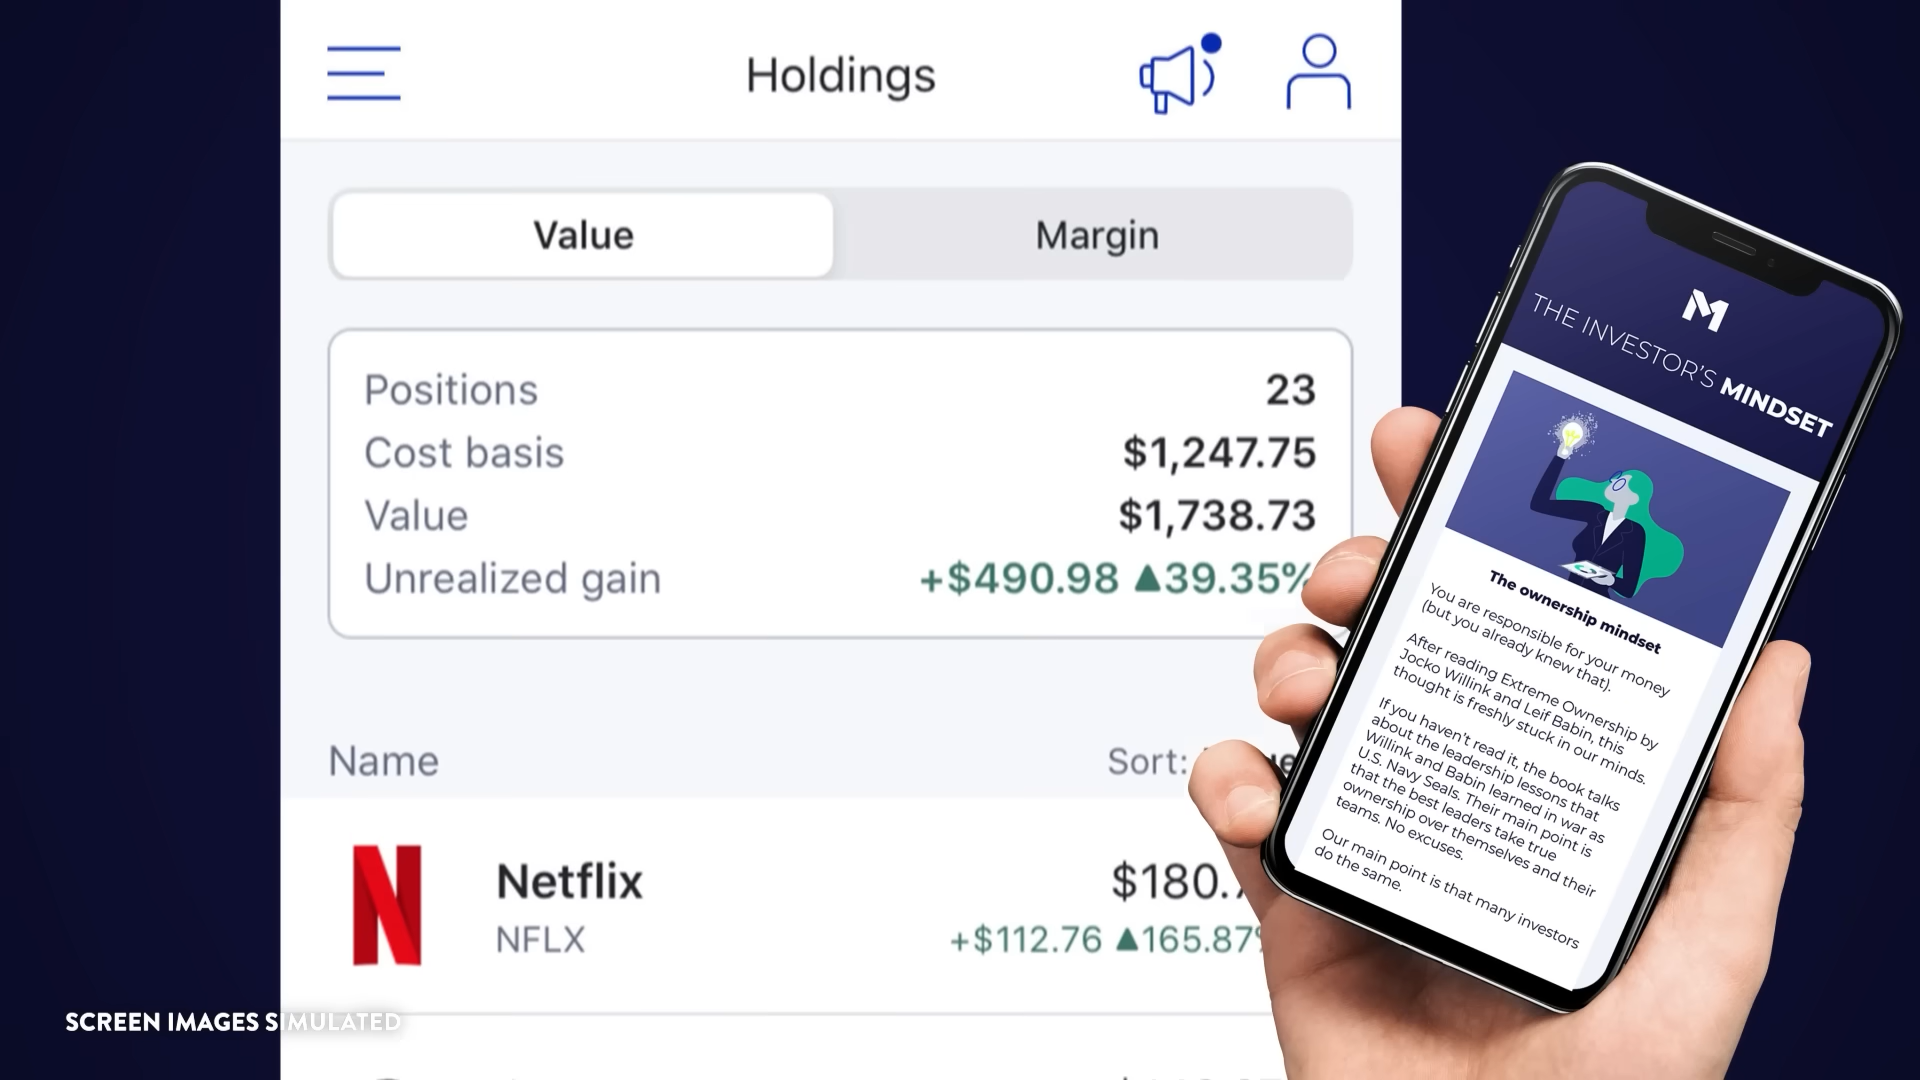 Holdings
Value Margin
Positions 23
Cost basis $1,247.75
Value $1,738.73
Unrealized gain +$490.98 ▲39.35%
Name Sort:
Netflix $180.
NFLX +$112.76 ▲165.87%
SCREEN IMAGES SIMULATED
M
THE INVESTOR'S MINDSET
The ownership mindset
You are responsible for your money
(but you already knew that).
After reading Extreme Ownership by
Jocko Willink and Leif Babin, this
thought is freshly stuck in our minds.
If you haven't read it, the book talks
about the leadership lessons that
Willink and Babin learned in war as
U.S. Navy Seals. Their main point is
that the best leaders take true
ownership over themselves and their
teams. No excuses.
Our main point is that many investors
do the same.